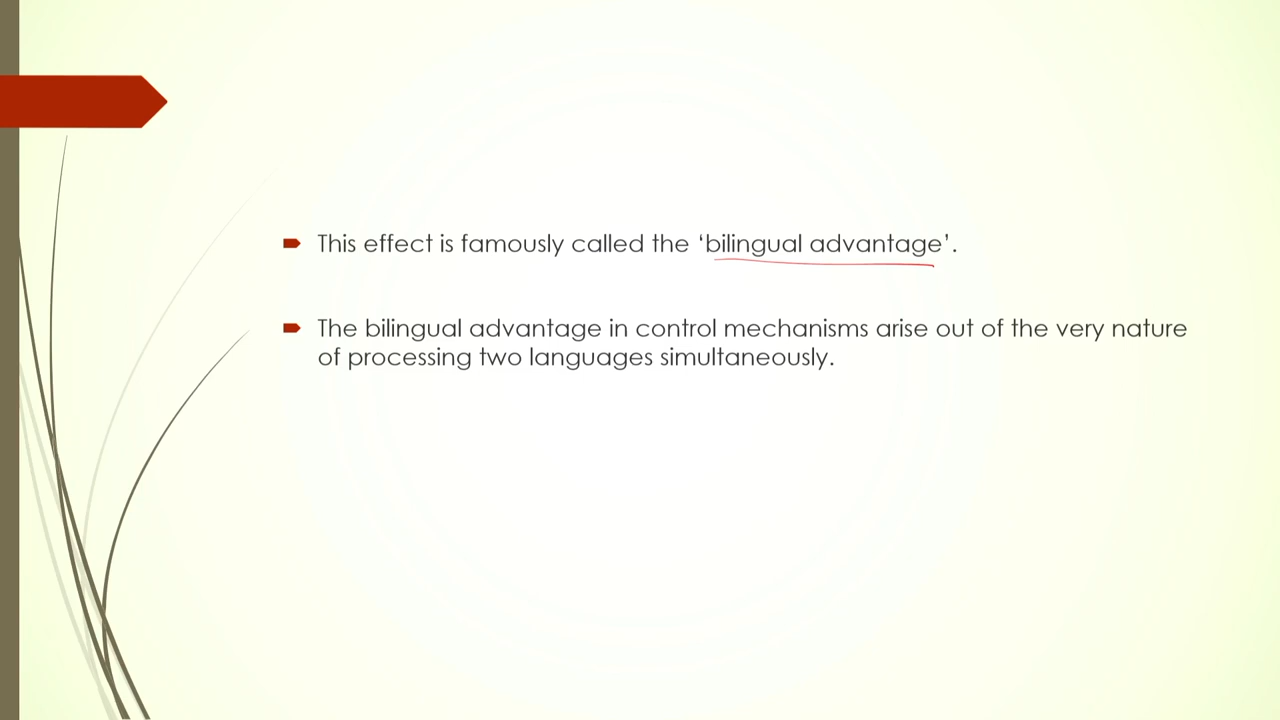 This effect is famously called the ‘bilingual advantage’.
The bilingual advantage in control mechanisms arise out of the very nature
of processing two languages simultaneously.